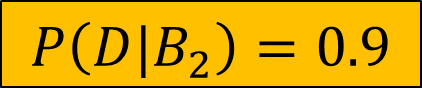 P(D|B₂) = 0.9